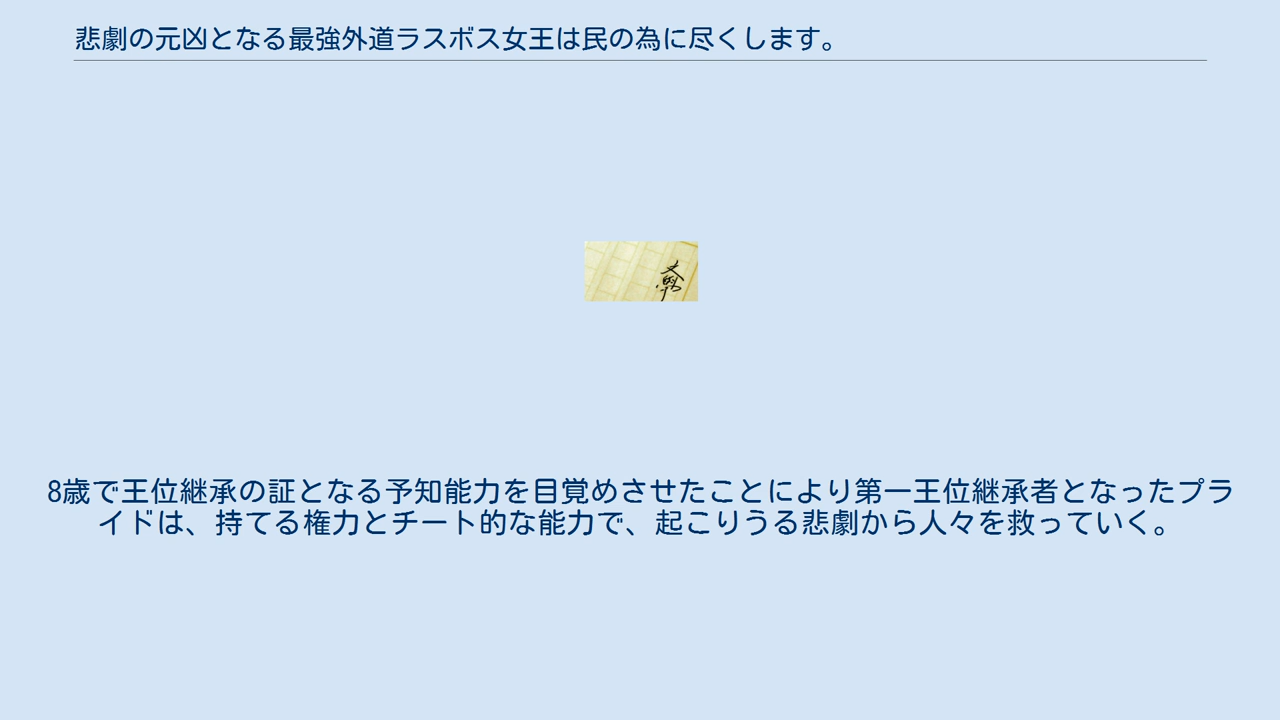 悲劇の元凶となる最強外道ラスボス女王は民の為に尽くします。
8歳で王位継承の証となる予知能力を目覚めさせたことにより第一王位継承者となったプラ
イドは、持てる権力とチート的な能力で、起こりうる悲劇から人々を救っていく。